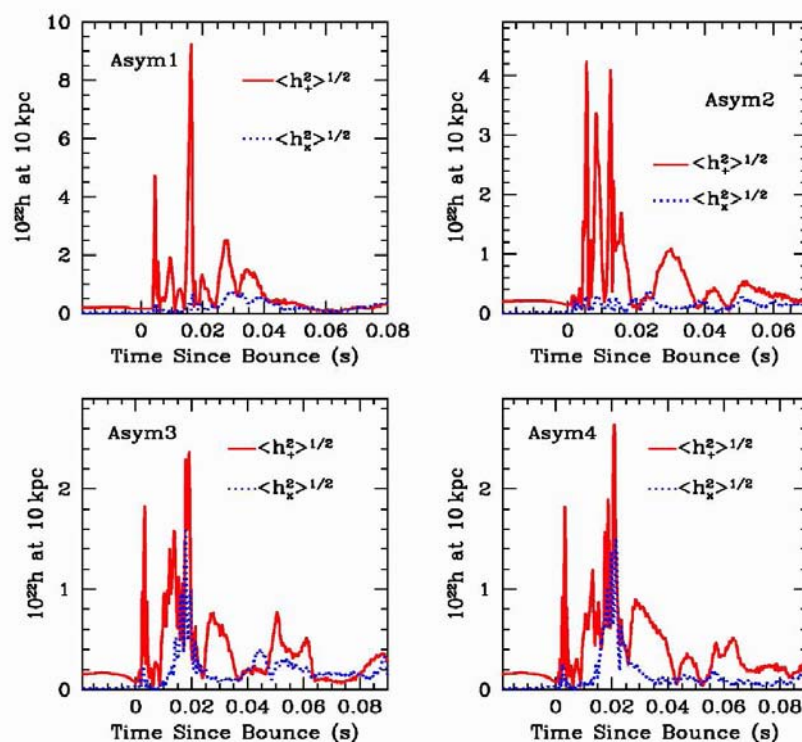 10
8
6
4
2
0
10²²h at 10 kpc
Asym1
<h₊²>^1/2
<hₓ²>^1/2
0 0.02 0.04 0.06 0.08
Time Since Bounce (s)
4
3
2
1
0
10²²h at 10 kpc
Asym2
<h₊²>^1/2
<hₓ²>^1/2
0 0.02 0.04 0.06
Time Since Bounce (s)
2
1
0
10²²h at 10 kpc
Asym3
<h₊²>^1/2
<hₓ²>^1/2
0 0.02 0.04 0.06 0.08
Time Since Bounce (s)
2
1
0
10²²h at 10 kpc
Asym4
<h₊²>^1/2
<hₓ²>^1/2
0 0.02 0.04 0.06 0.08
Time Since Bounce (s)